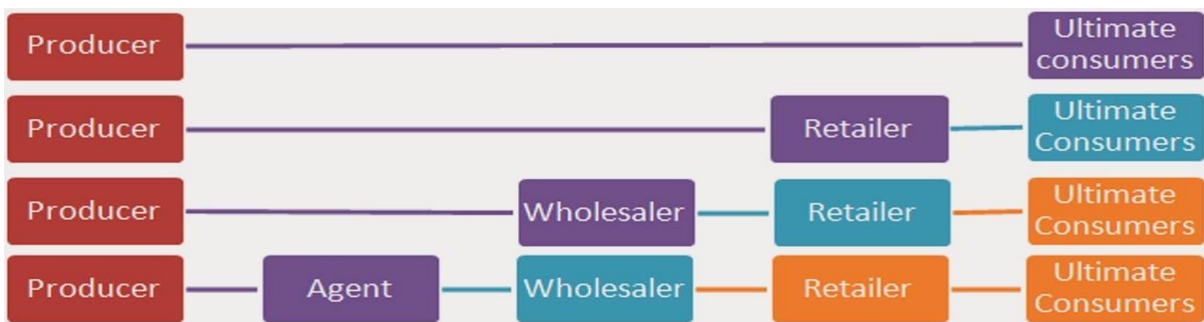 Producer
Ultimate
consumers
Producer
Retailer
Ultimate
Consumers
Producer
Wholesaler
Retailer
Ultimate
Consumers
Producer
Agent
Wholesaler
Retailer
Ultimate
Consumers